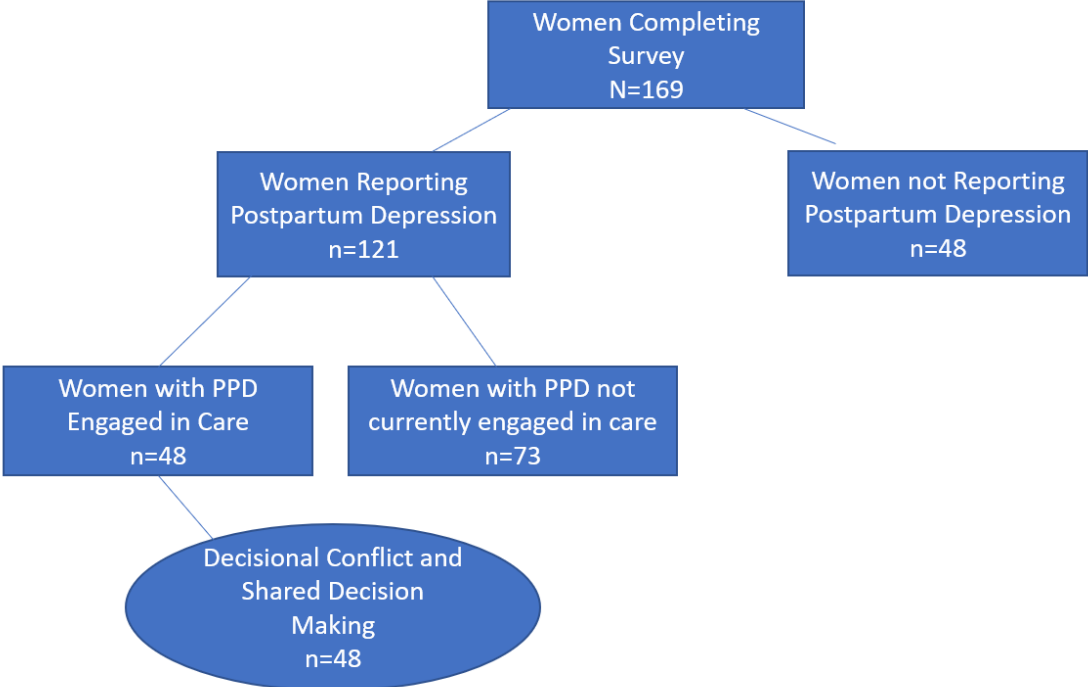 Women Completing
Survey
N=169
Women Reporting
Postpartum Depression
n=121
Women not Reporting
Postpartum Depression
n=48
Women with PPD
Engaged in Care
n=48
Women with PPD not
currently engaged in care
n=73
Decisional Conflict and
Shared Decision
Making
n=48